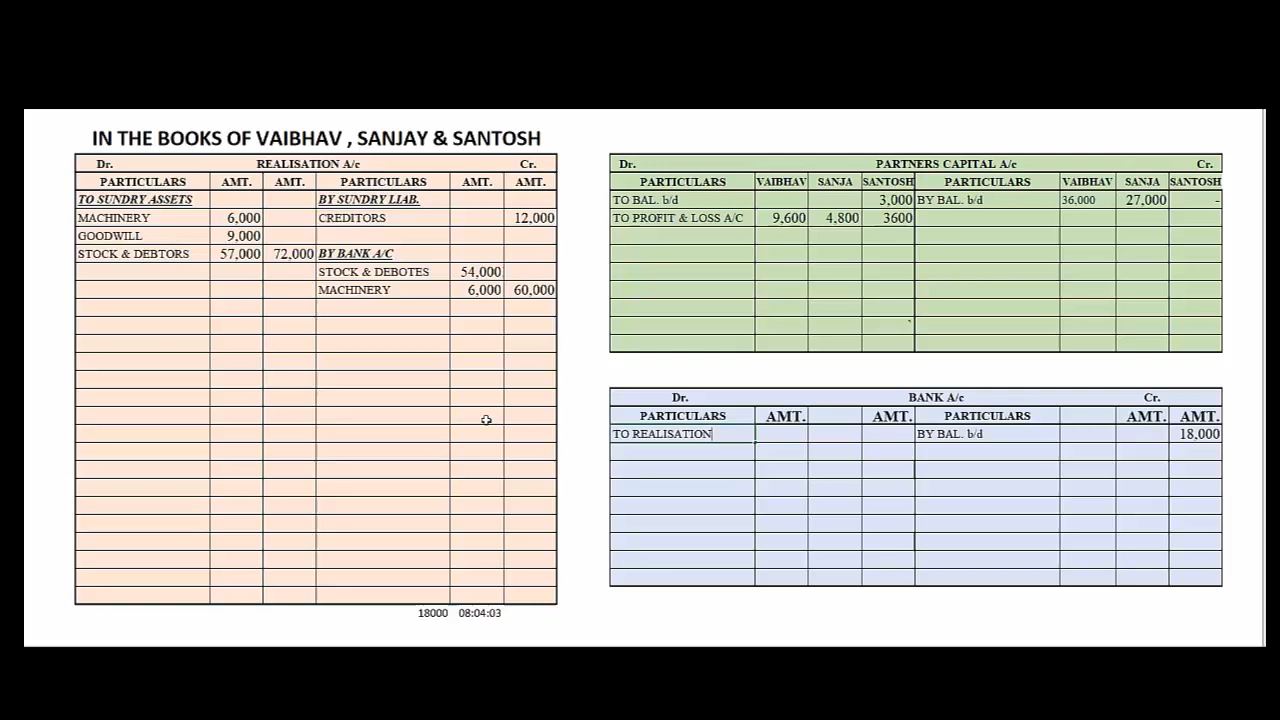 IN THE BOOKS OF VAIBHAV , SANJAY & SANTOSH
Dr. REALISATION A/c Cr.
PARTICULARS AMT. AMT. PARTICULARS AMT. AMT.
TO SUNDRY ASSETS BY SUNDRY LIAB.
MACHINERY 6,000 CREDITORS 12,000
GOODWILL 9,000
STOCK & DEBTORS 57,000 72,000 BY BANK A/C
STOCK & DEBOTES 54,000
MACHINERY 6,000 60,000
18000 08:04:03
Dr. PARTNERS CAPITAL A/c Cr.
PARTICULARS VAIBHAV SANJA SANTOSH PARTICULARS VAIBHAV SANJA SANTOSH
TO BAL. b/d 3,000 BY BAL. b/d 36,000 27,000 -
TO PROFIT & LOSS A/C 9,600 4,800 3600
Dr. BANK A/c Cr.
PARTICULARS AMT. AMT. PARTICULARS AMT. AMT.
TO REALISATION BY BAL. b/d 18,000